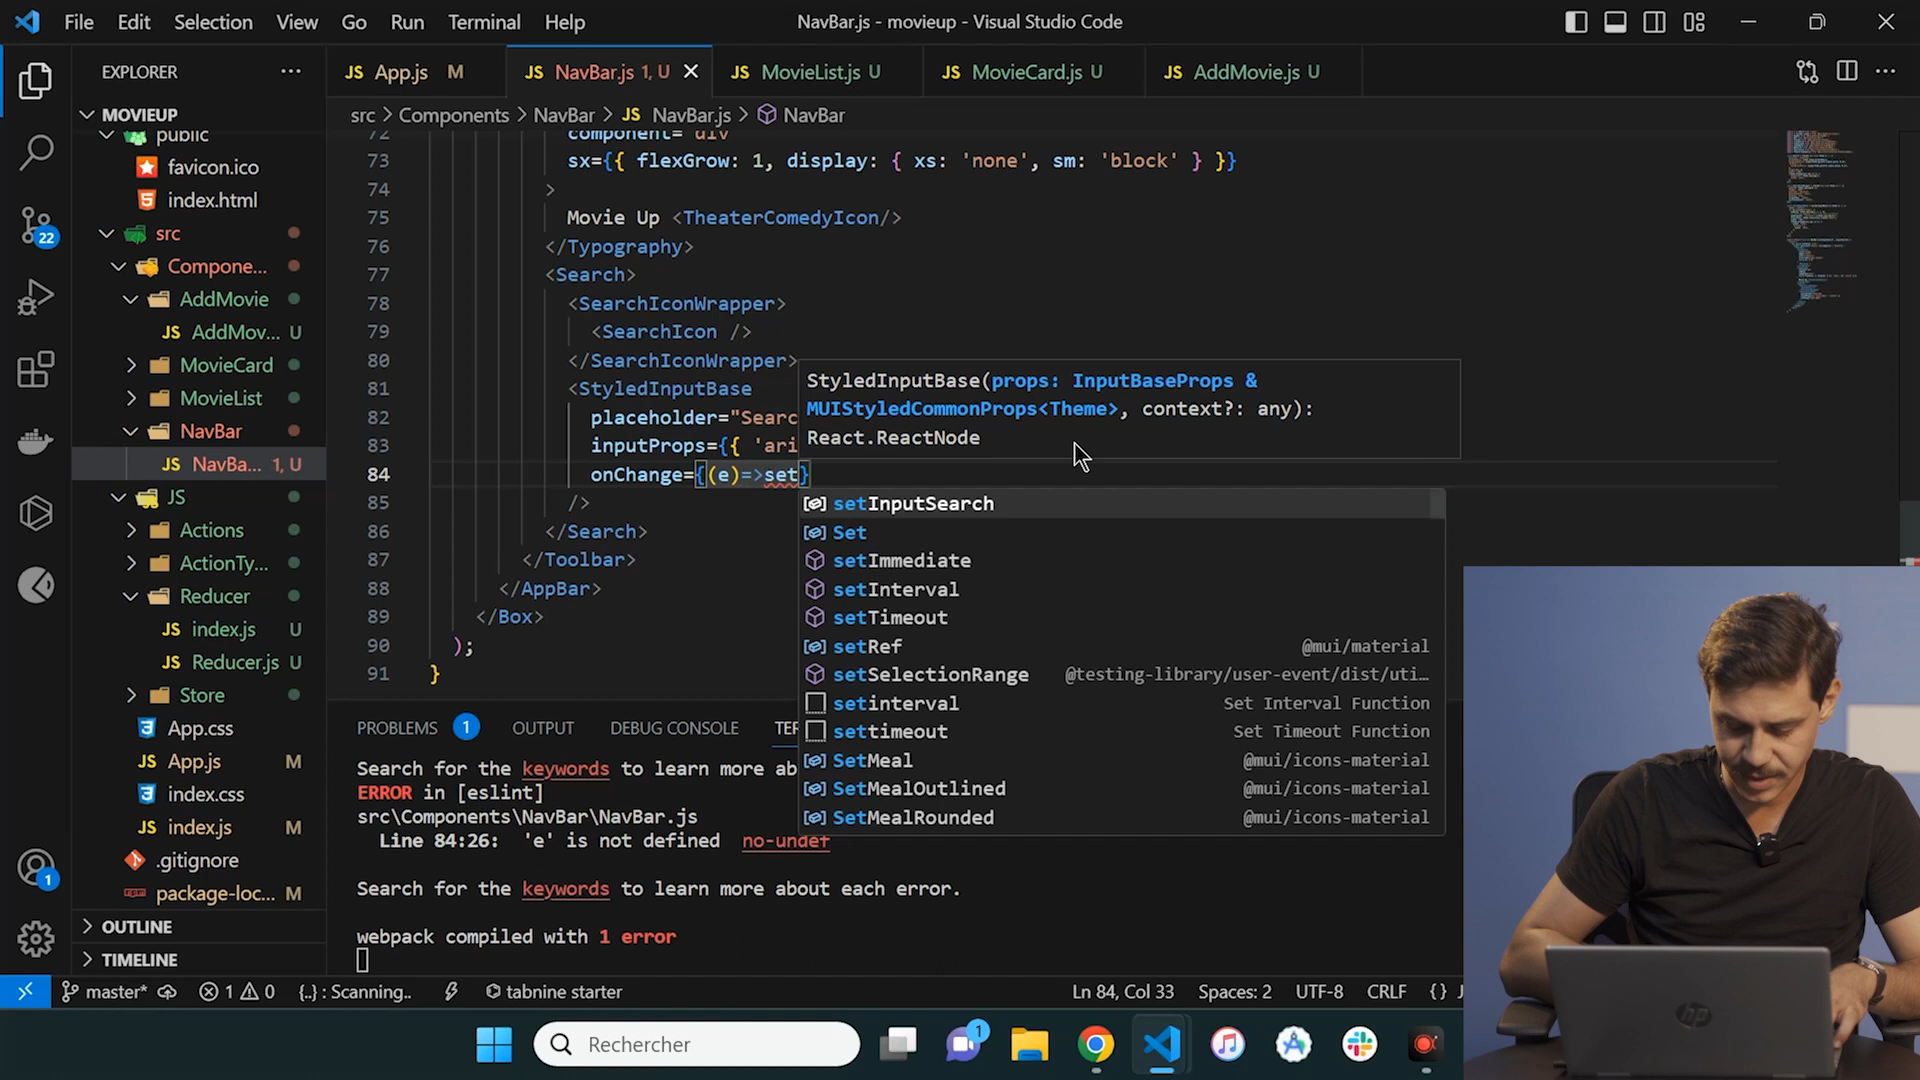 File Edit Selection View Go Run Terminal Help
NavBar.js - movieup - Visual Studio Code
EXPLORER
MOVIEUP
public
favicon.ico
index.html
src
Compone...
AddMovie
JS AddMov... U
MovieCard
MovieList
NavBar
JS NavBa... 1, U
JS
Actions
ActionTy...
Reducer
JS index.js U
JS Reducer.js U
Store
App.css
JS App.js M
index.css
JS index.js M
.gitignore
package-loc... M
OUTLINE
TIMELINE
22
1
JS App.js M
JS NavBar.js 1, U
JS MovieList.js U
JS MovieCard.js U
JS AddMovie.js U
src > Components > NavBar > JS NavBar.js > NavBar
72 component="div
73 sx={{ flexGrow: 1, display: { xs: 'none', sm: 'block' } }}
74 >
75 Movie Up <TheaterComedyIcon/>
76 </Typography>
77 <Search>
78 <SearchIconWrapper>
79 <SearchIcon />
80 </SearchIconWrapper>
81 <StyledInputBase
82 placeholder="Searc
83 inputProps={{ 'ari
84 onChange={(e)=>set}
85 />
86 </Search>
87 </Toolbar>
88 </AppBar>
89 </Box>
90 );
91 }
StyledInputBase(props: InputBaseProps &
MUIStyledCommonProps<Theme>, context?: any):
React.ReactNode
setInputSearch
Set
setImmediate
setInterval
setTimeout
setRef @mui/material
setSelectionRange @testing-library/user-event/dist/uti...
setinterval Set Interval Function
settimeout Set Timeout Function
SetMeal @mui/icons-material
SetMealOutlined @mui/icons-material
SetMealRounded @mui/icons-material
PROBLEMS 1 OUTPUT DEBUG CONSOLE TER
Search for the keywords to learn more ab
ERROR in [eslint]
src\Components\NavBar\NavBar.js
Line 84:26: 'e' is not defined no-undef
Search for the keywords to learn more about each error.
webpack compiled with 1 error
master* 1 0 {..} : Scanning.. tabnine starter
Ln 84, Col 33 Spaces: 2 UTF-8 CRLF {} J
Rechercher
1
hp